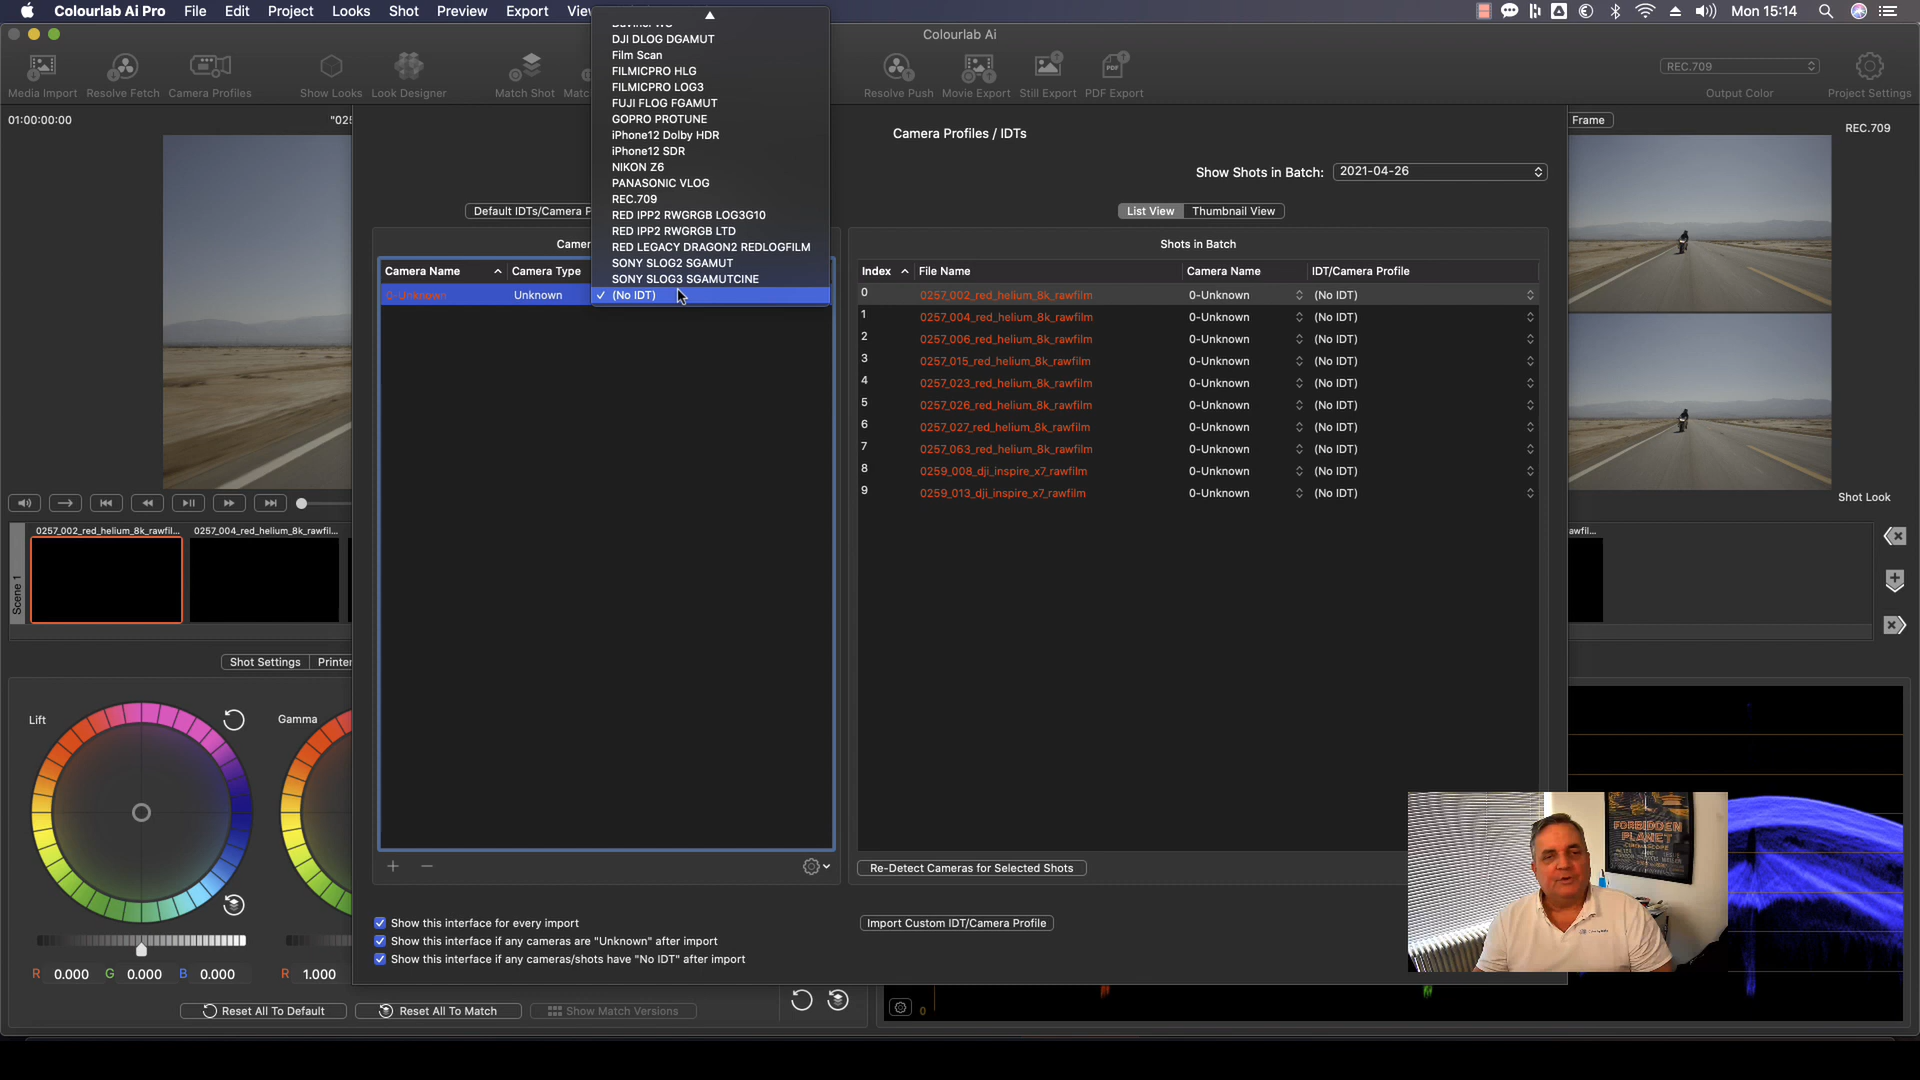 Colourlab Ai Pro File Edit Project Looks Shot Preview Export View
Mon 15:14
Colourlab Ai
Media Import
Resolve Fetch
Camera Profiles
Show Looks
Look Designer
Match Shot
Resolve Push
Movie Export
Still Export
PDF
PDF Export
REC.709
Output Color
Project Settings
DJI DLOG DGAMUT
Film Scan
FILMICPRO HLG
FILMICPRO LOG3
FUJI FLOG FGAMUT
GOPRO PROTUNE
iPhone12 Dolby HDR
iPhone12 SDR
NIKON Z6
PANASONIC VLOG
REC.709
RED IPP2 RWGRGB LOG3G10
RED IPP2 RWGRGB LTD
RED LEGACY DRAGON2 REDLOGFILM
SONY SLOG2 SGAMUT
SONY SLOG3 SGAMUTCINE
✓ (No IDT)
01:00:00:00
Camera Profiles / IDTs
Show Shots in Batch: 2021-04-26
Frame
REC.709
Default IDTs/Camera P
List View Thumbnail View
Shots in Batch
Camera Name Camera Type
0-Unknown Unknown
Index File Name Camera Name IDT/Camera Profile
0 0257_002_red_helium_8k_rawfilm 0-Unknown (No IDT)
1 0257_004_red_helium_8k_rawfilm 0-Unknown (No IDT)
2 0257_006_red_helium_8k_rawfilm 0-Unknown (No IDT)
3 0257_015_red_helium_8k_rawfilm 0-Unknown (No IDT)
4 0257_023_red_helium_8k_rawfilm 0-Unknown (No IDT)
5 0257_026_red_helium_8k_rawfilm 0-Unknown (No IDT)
6 0257_027_red_helium_8k_rawfilm 0-Unknown (No IDT)
7 0257_063_red_helium_8k_rawfilm 0-Unknown (No IDT)
8 0259_008_dji_inspire_x7_rawfilm 0-Unknown (No IDT)
9 0259_013_dji_inspire_x7_rawfilm 0-Unknown (No IDT)
Shot Look
0257_002_red_helium_8k_rawfil...
0257_004_red_helium_8k_rawfil...
awfil...
Scene 1
Shot Settings Printer
Lift
Gamma
R 0.000 G 0.000 B 0.000
R 1.000
+ −
Re-Detect Cameras for Selected Shots
Import Custom IDT/Camera Profile
Show this interface for every import
Show this interface if any cameras are "Unknown" after import
Show this interface if any cameras/shots have "No IDT" after import
Reset All To Default
Reset All To Match
Show Match Versions
0
FORBIDDEN
PLANET